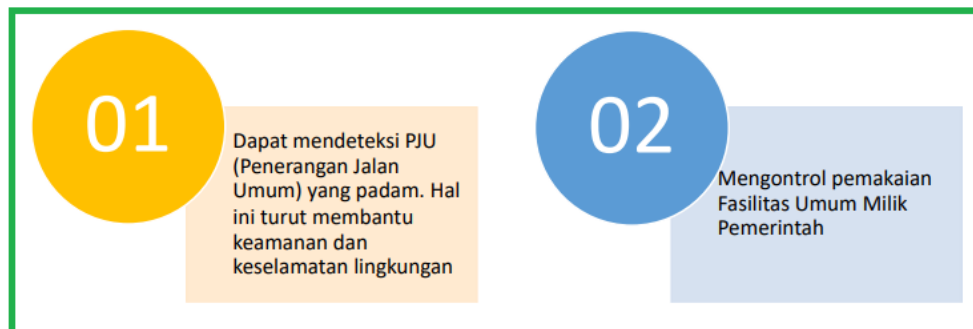 01
Dapat mendeteksi PJU
(Penerangan Jalan
Umum) yang padam. Hal
ini turut membantu
keamanan dan
keselamatan lingkungan
02
Mengontrol pemakaian
Fasilitas Umum Milik
Pemerintah